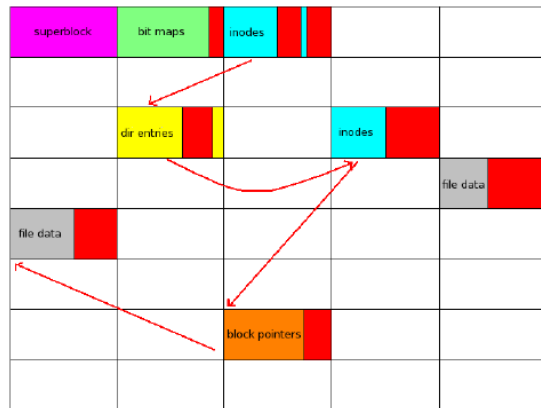 superblock
bit maps
inodes
dir entries
inodes
file data
file data
block pointers